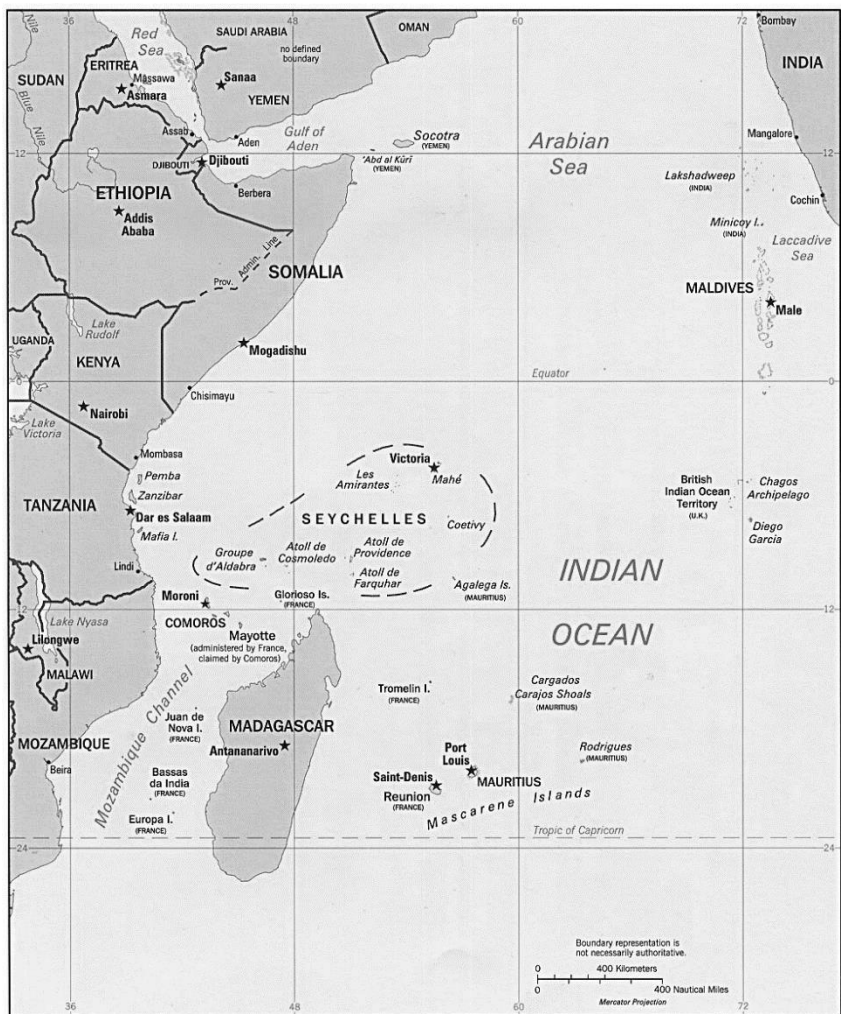 36
48
60
72
Bombay
Red
Sea
SAUDI ARABIA
no defined
boundary
OMAN
INDIA
SUDAN
Nile
Blue
Nile
ERITREA
Massawa
Asmara
Sanaa
YEMEN
Assab
Aden
Gulf of
Aden
Socotra
(YEMEN)
'Abd al Kūrī
(YEMEN)
Arabian
Sea
Mangalore
12
12
DJIBOUTI
Djibouti
Berbera
Lakshadweep
(INDIA)
Cochin
ETHIOPIA
Addis
Ababa
Minicoy I.
(INDIA)
Laccadive
Sea
Prov. Admin. Line
SOMALIA
MALDIVES
Male
Lake
Rudolf
UGANDA
KENYA
Mogadishu
Equator
0
0
Chisimayu
Nairobi
Lake
Victoria
Mombasa
Pemba
Zanzibar
TANZANIA
Dar es Salaam
Mafia I.
Lindi
Victoria
Mahé
Les
Amirantes
SEYCHELLES
Coetivy
Groupe
d'Aldabra
Atoll de
Cosmoledo
Atoll de
Providence
Atoll de
Farquhar
British
Indian Ocean
Territory
(U.K.)
Chagos
Archipelago
Diego
Garcia
INDIAN
OCEAN
Agalega Is.
(MAURITIUS)
Moroni
COMOROS
Glorioso Is.
(FRANCE)
12
12
Mayotte
(administered by France,
claimed by Comoros)
Lake Nyasa
Lilongwe
MALAWI
Mozambique Channel
Tromelin I.
(FRANCE)
Cargados
Carajos Shoals
(MAURITIUS)
Juan de
Nova I.
(FRANCE)
MADAGASCAR
Antananarivo
MOZAMBIQUE
Beira
Port
Louis
MAURITIUS
Rodrigues
(MAURITIUS)
Saint-Denis
Reunion
(FRANCE)
Mascarene Islands
Bassas
da India
(FRANCE)
Europa I.
(FRANCE)
Tropic of Capricorn
24
24
Boundary representation is
not necessarily authoritative.
0 400 Kilometers
0 400 Nautical Miles
Mercator Projection
36
48
60
72